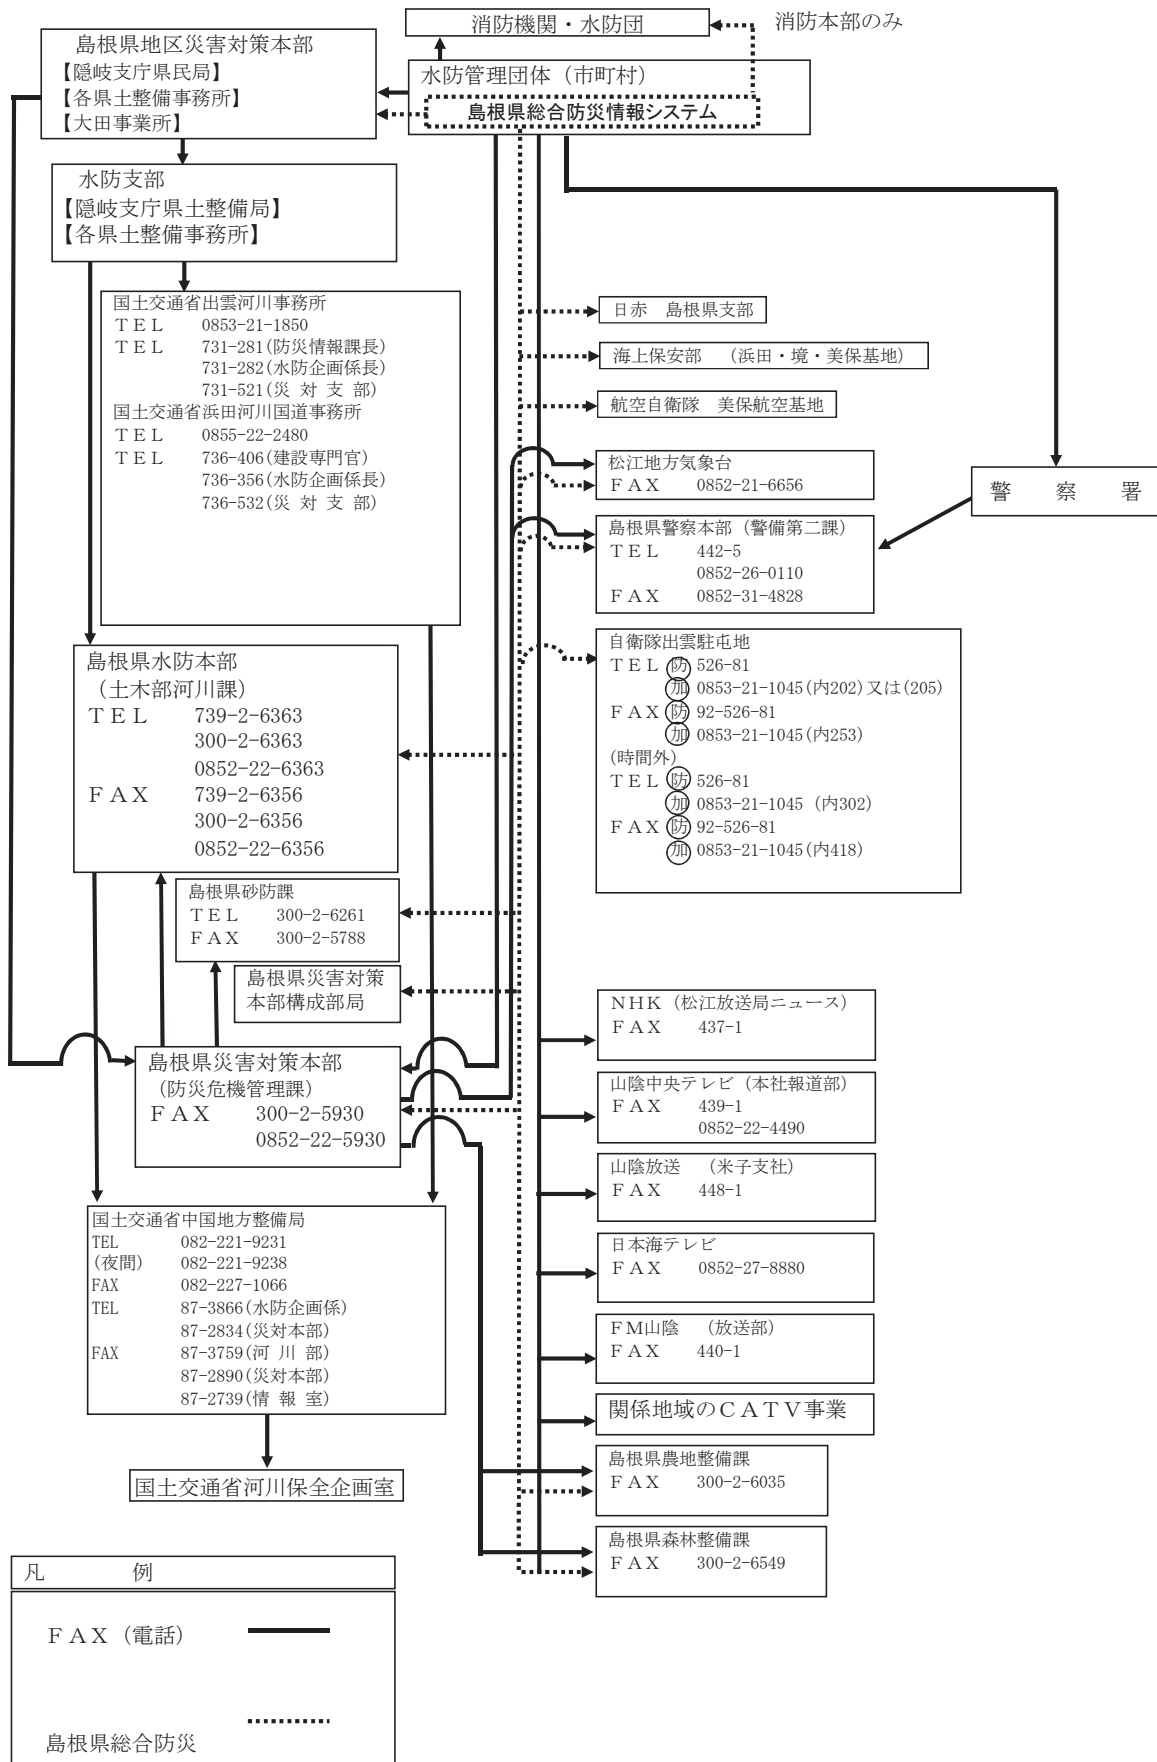 消防機関・水防団
消防本部のみ
島根県地区災害対策本部
【隠岐支庁県民局】
【各県土整備事務所】
【大田事業所】
水防管理団体（市町村）
島根県総合防災情報システム
水防支部
【隠岐支庁県土整備局】
【各県土整備事務所】
国土交通省出雲河川事務所
ＴＥＬ 0853-21-1850
ＴＥＬ 731-281(防災情報課長)
731-282(水防企画係長)
731-521(災 対 支 部)
国土交通省浜田河川国道事務所
ＴＥＬ 0855-22-2480
ＴＥＬ 736-406(建設専門官)
736-356(水防企画係長)
736-532(災 対 支 部)
日赤　島根県支部
海上保安部　（浜田・境・美保基地）
航空自衛隊　美保航空基地
松江地方気象台
ＦＡＸ 0852-21-6656
警　察　署
島根県警察本部（警備第二課）
ＴＥＬ 442-5
0852-26-0110
ＦＡＸ 0852-31-4828
自衛隊出雲駐屯地
ＴＥＬ 防 526-81
加 0853-21-1045(内202)又は(205)
ＦＡＸ 防 92-526-81
加 0853-21-1045(内253)
(時間外)
ＴＥＬ 防 526-81
加 0853-21-1045（内302）
ＦＡＸ 防 92-526-81
加 0853-21-1045(内418)
島根県水防本部
（土木部河川課）
ＴＥＬ 739-2-6363
300-2-6363
0852-22-6363
ＦＡＸ 739-2-6356
300-2-6356
0852-22-6356
島根県砂防課
ＴＥＬ 300-2-6261
ＦＡＸ 300-2-5788
島根県災害対策
本部構成部局
島根県災害対策本部
（防災危機管理課）
ＦＡＸ 300-2-5930
0852-22-5930
ＮＨＫ（松江放送局ニュース）
ＦＡＸ 437-1
山陰中央テレビ（本社報道部）
ＦＡＸ 439-1
0852-22-4490
山陰放送　（米子支社）
ＦＡＸ 448-1
日本海テレビ
ＦＡＸ 0852-27-8880
ＦＭ山陰　（放送部）
ＦＡＸ 440-1
関係地域のＣＡＴＶ事業
島根県農地整備課
ＦＡＸ 300-2-6035
島根県森林整備課
ＦＡＸ 300-2-6549
国土交通省中国地方整備局
TEL 082-221-9231
(夜間) 082-221-9238
FAX 082-227-1066
TEL 87-3866(水防企画係)
87-2834(災対本部)
FAX 87-3759(河 川 部)
87-2890(災対本部)
87-2739(情 報 室)
国土交通省河川保全企画室
凡　例
ＦＡＸ（電話）
島根県総合防災